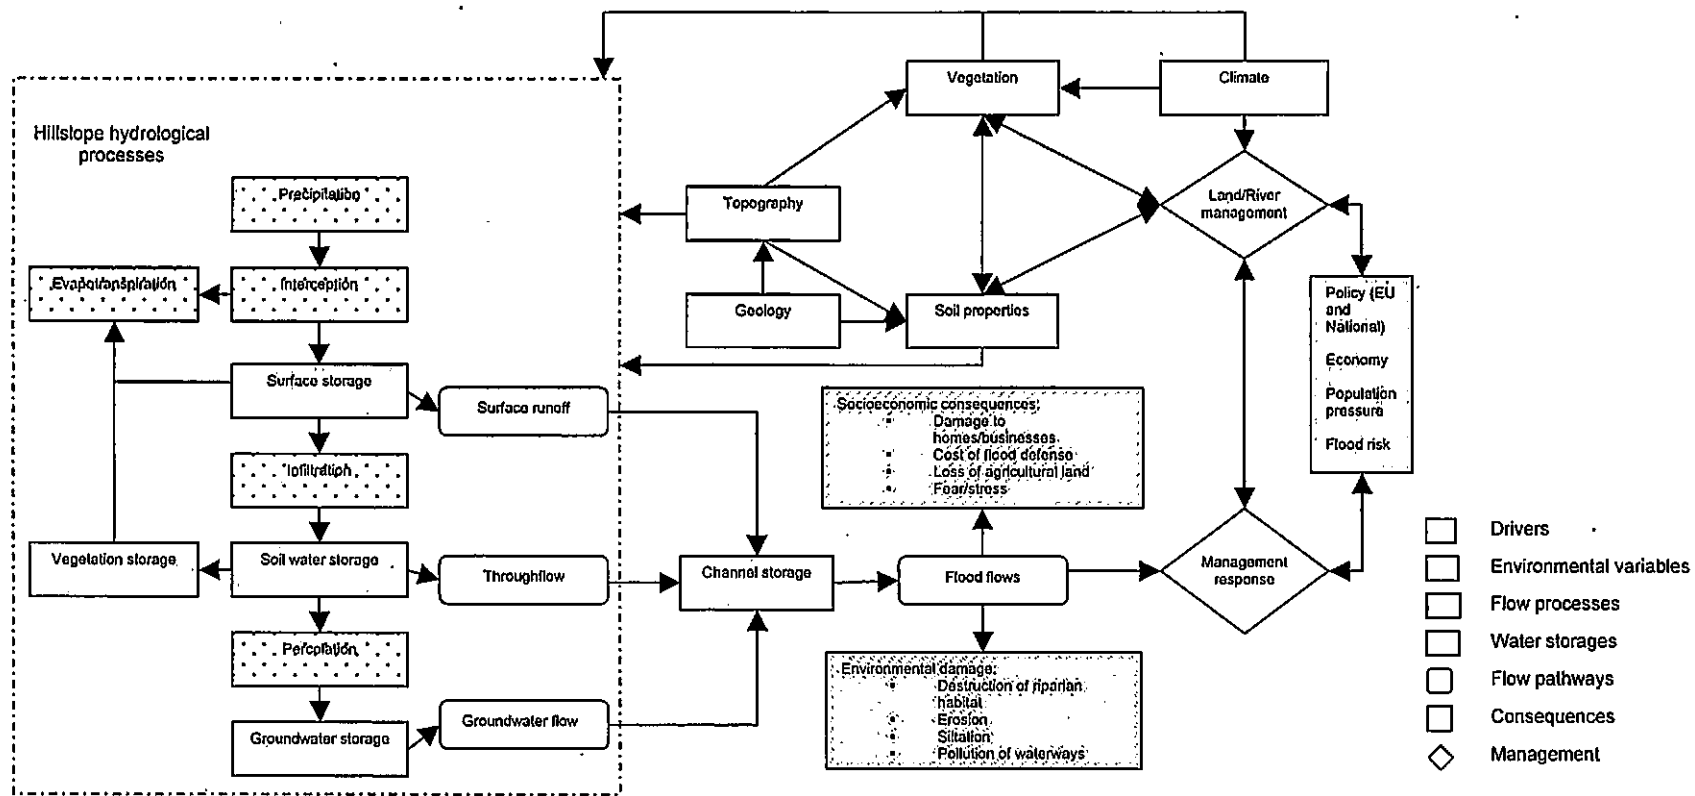 Vegetation
Climate
Hillslope hydrological
processes
Precipitation
Topography
Land/River
management
Evapotranspiration
Interception
Geology
Soil properties
Policy (EU
and
National)
Economy
Population
pressure
Flood risk
Surface storage
Surface runoff
Socioeconomic consequences:
Damage to
homes/businesses
Cost of flood defense
Loss of agricultural land
Fear/stress
Infiltration
Vegetation storage
Soil water storage
Throughflow
Channel storage
Flood flows
Management
response
Percolation
Environmental damage:
Destruction of riparian
habitat
Erosion
Siltation
Pollution of waterways
Groundwater storage
Groundwater flow
Drivers
Environmental variables
Flow processes
Water storages
Flow pathways
Consequences
Management